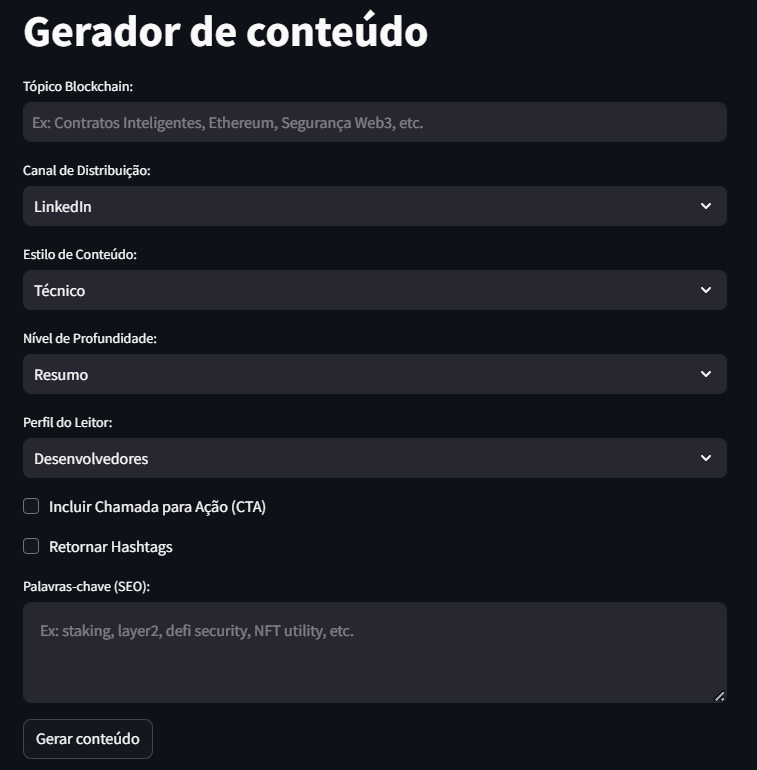 Gerador de conteúdo
Tópico Blockchain:
Ex: Contratos Inteligentes, Ethereum, Segurança Web3, etc.
Canal de Distribuição:
LinkedIn
Estilo de Conteúdo:
Técnico
Nível de Profundidade:
Resumo
Perfil do Leitor:
Desenvolvedores
Incluir Chamada para Ação (CTA)
Retornar Hashtags
Palavras-chave (SEO):
Ex: staking, layer2, defi security, NFT utility, etc.
Gerar conteúdo